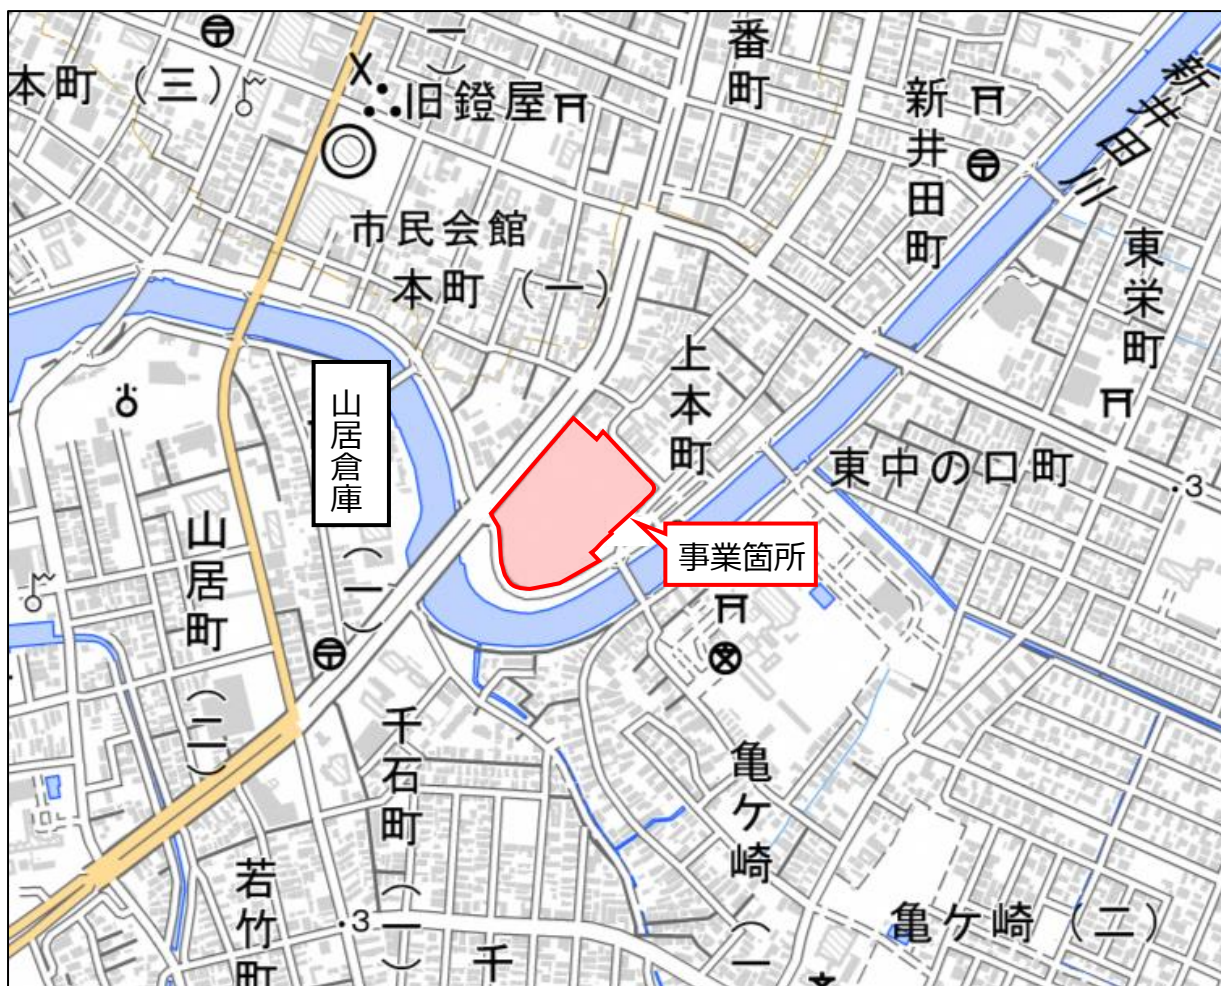 (一)
番町
本町(三)
旧鐙屋
新井田町
新井田川
市民会館
本町(一)
東栄町
上本町
山居倉庫
東中の口町
.3
山居町(二)
(一)
事業箇所
千石町(一)
亀ケ崎(一
若竹町
.3
千
亀ケ崎(二)